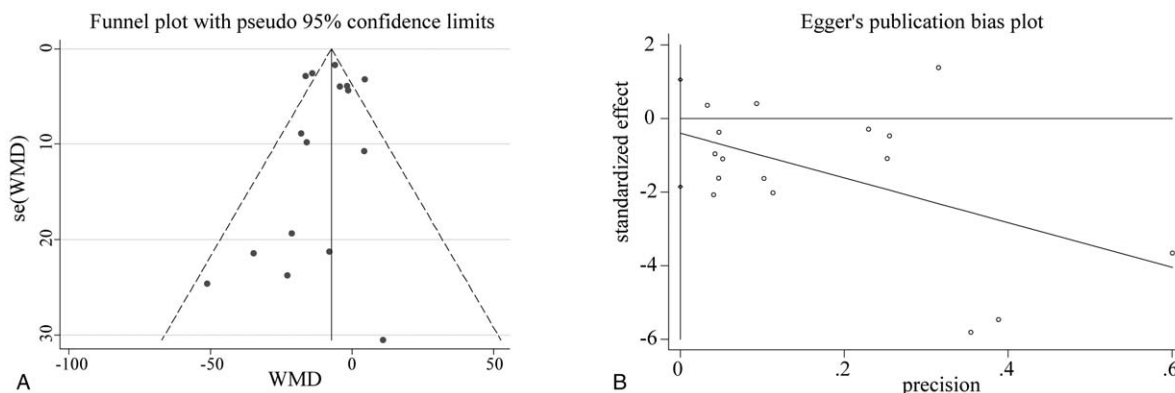 Funnel plot with pseudo 95% confidence limits
0
10
20
30
se(WMD)
-100
-50
0
50
WMD
A
Egger's publication bias plot
2
0
-2
-4
-6
standardized effect
0
.2
.4
.6
precision
B